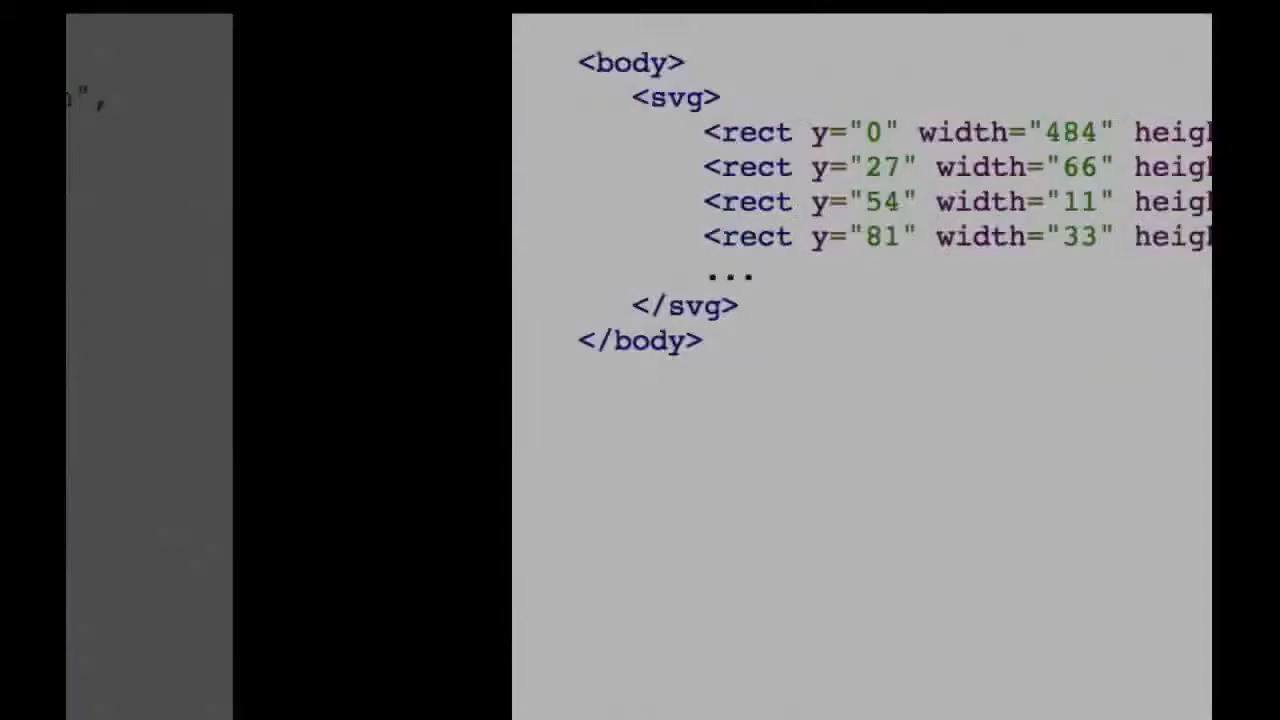 ",
<body>
<svg>
<rect y="0" width="484" heig
<rect y="27" width="66" heig
<rect y="54" width="11" heig
<rect y="81" width="33" heig
...
</svg>
</body>